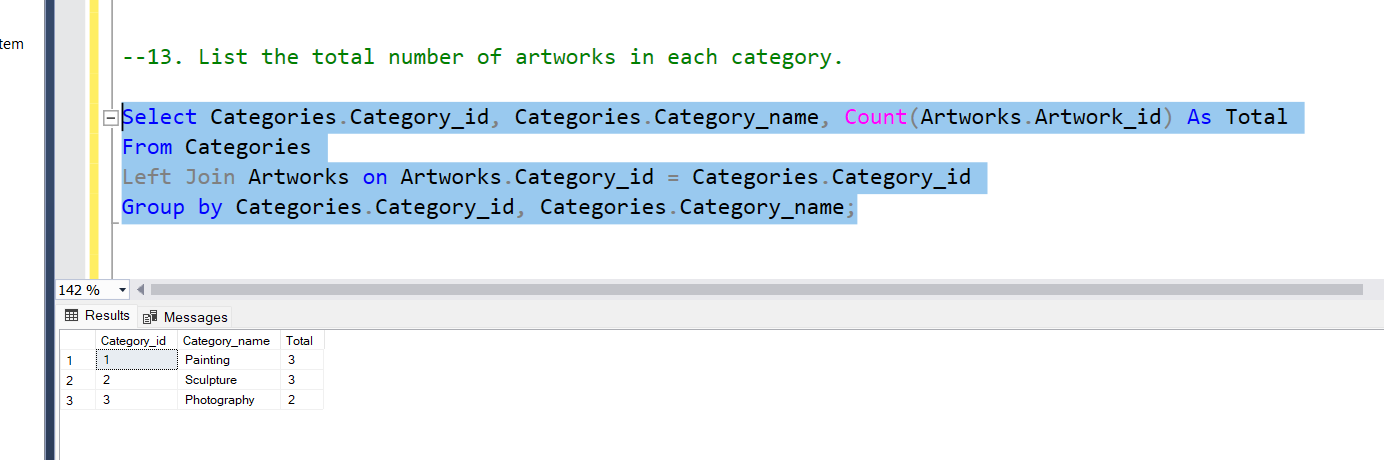 tem
--13. List the total number of artworks in each category.
Select Categories.Category_id, Categories.Category_name, Count(Artworks.Artwork_id) As Total
From Categories
Left Join Artworks on Artworks.Category_id = Categories.Category_id
Group by Categories.Category_id, Categories.Category_name;
142 %
Results Messages
Category_id Category_name Total
1 1 Painting 3
2 2 Sculpture 3
3 3 Photography 2